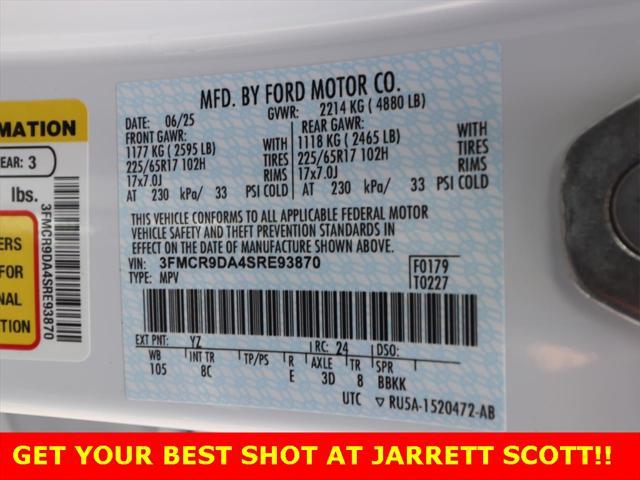 MFD. BY FORD MOTOR CO.
DATE: 06/25 GVWR: 2214 KG ( 4880 LB)
FRONT GAWR: REAR GAWR:
1177 KG ( 2595 LB) WITH 1118 KG ( 2465 LB) WITH
225/65R17 102H TIRES 225/65R17 102H TIRES
17x7.0J RIMS 17x7.0J RIMS
AT 230 kPa/ 33 PSI COLD AT 230 kPa/ 33 PSI COLD
THIS VEHICLE CONFORMS TO ALL APPLICABLE FEDERAL MOTOR
VEHICLE SAFETY AND THEFT PREVENTION STANDARDS IN
EFFECT ON THE DATE OF MANUFACTURE SHOWN ABOVE.
VIN: 3FMCR9DA4SRE93870 F0179
TYPE: MPV T0227
EXT PNT: YZ RC: 24 DSO:
WB INT TR TP/PS R AXLE TR SPR
105 8C E 3D 8 BBKK
UTC RU5A-1520472-AB
RMATION
EAR: 3
lbs.
ERS
FOR
NAL
S
3FMCR9DA4SRE93870
GET YOUR BEST SHOT AT JARRETT SCOTT!!